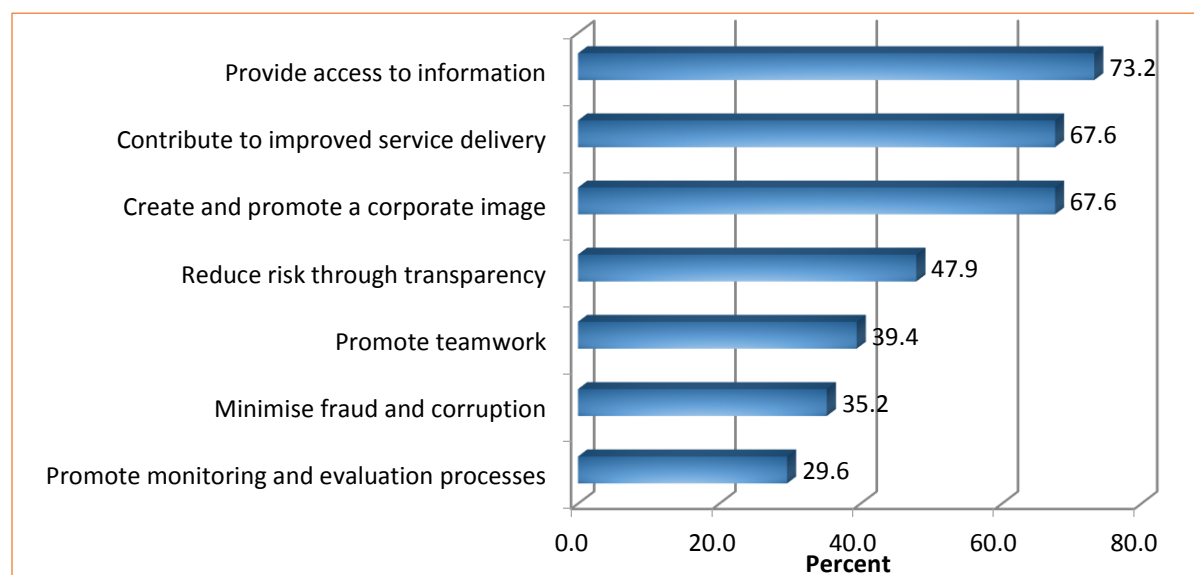 Provide access to information
73.2
Contribute to improved service delivery
67.6
Create and promote a corporate image
67.6
Reduce risk through transparency
47.9
Promote teamwork
39.4
Minimise fraud and corruption
35.2
Promote monitoring and evaluation processes
29.6
0.0 20.0 40.0 60.0 80.0
Percent